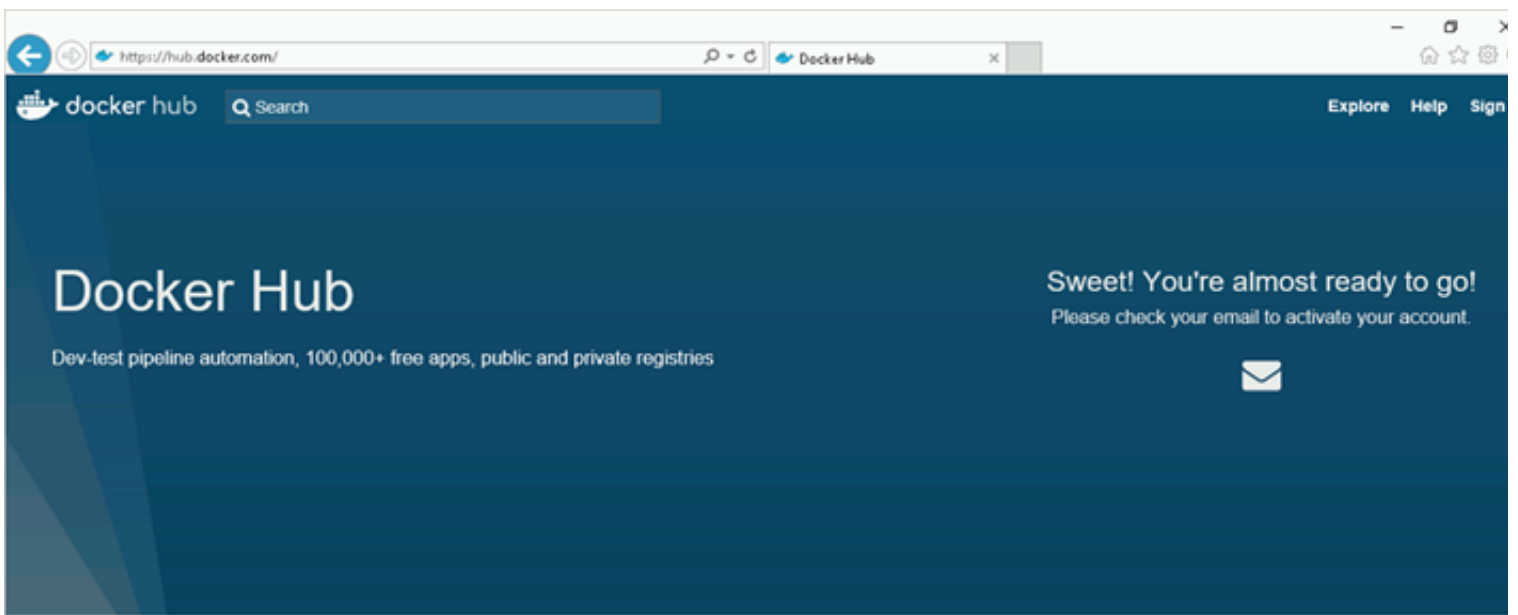 https://hub.docker.com/
Docker Hub
docker hub
Search
Explore Help Sign
Docker Hub
Dev-test pipeline automation, 100,000+ free apps, public and private registries
Sweet! You're almost ready to go!
Please check your email to activate your account.